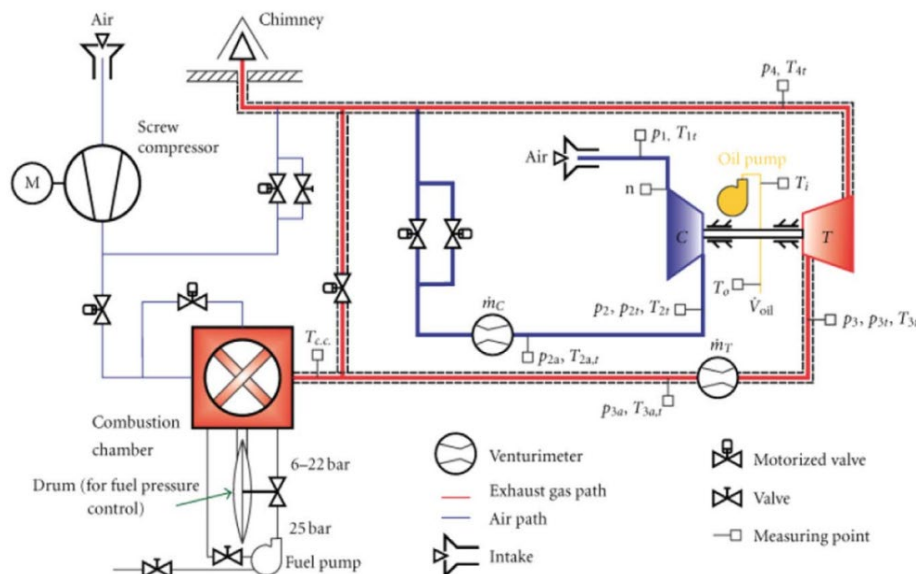 Air
Chimney
Screw
compressor
M
p4, T4t
Air
p1, T1t
n
Oil pump
Ti
C
T
To
V̇oil
ṁC
p2, p2t, T2t
p2a, T2a,t
p3, p3t, T3t
ṁT
Tc.c.
p3a, T3a,t
Combustion
chamber
6–22 bar
Drum (for fuel pressure
control)
25 bar
Fuel pump
Venturimeter
Exhaust gas path
Air path
Intake
Motorized valve
Valve
Measuring point